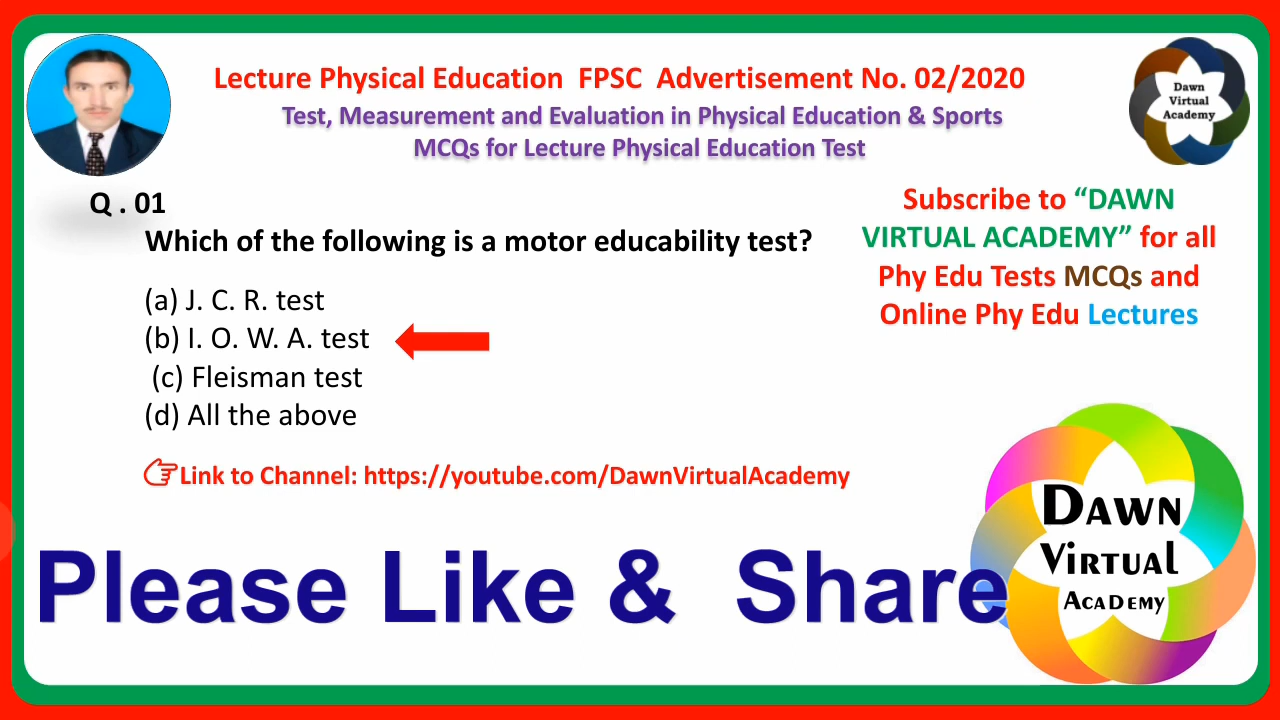 Lecture Physical Education FPSC Advertisement No. 02/2020
Test, Measurement and Evaluation in Physical Education & Sports
MCQs for Lecture Physical Education Test
Dawn
Virtual
Academy
Q . 01
Which of the following is a motor educability test?
(a) J. C. R. test
(b) I. O. W. A. test
(c) Fleisman test
(d) All the above
Subscribe to “DAWN
VIRTUAL ACADEMY” for all
Phy Edu Tests MCQs and
Online Phy Edu Lectures
Link to Channel: https://youtube.com/DawnVirtualAcademy
Please Like & Share
DAWN
VIRTUAL
ACADEMY